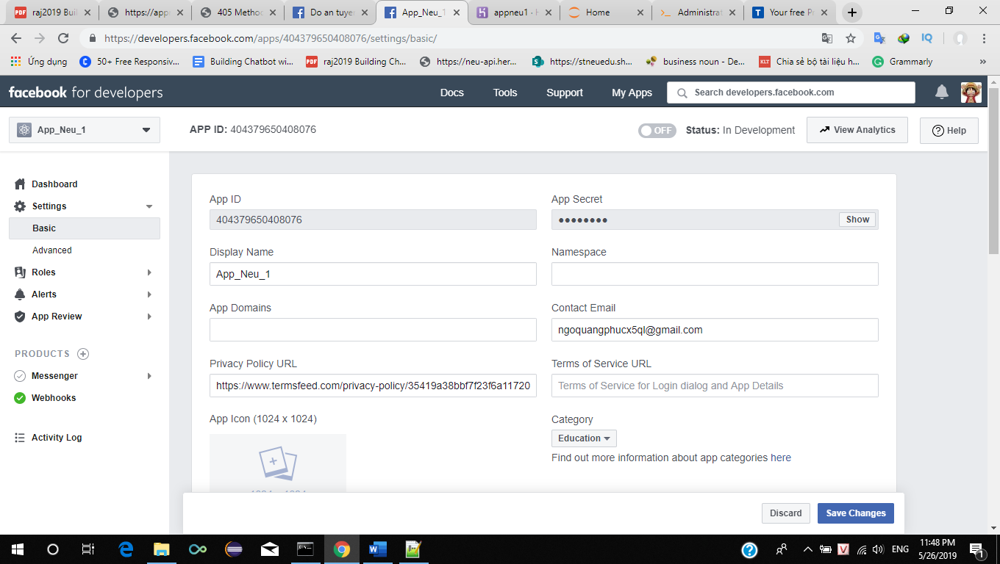 raj2019 Buil
https://appn
405 Method
Do an tuyen
App_Neu_1
appneu1 · H
Home
Administrat
Your free Pr
https://developers.facebook.com/apps/404379650408076/settings/basic/
Ứng dụng
50+ Free Responsiv...
Building Chatbot wi...
PDF raj2019 Building Ch...
https://neu-api.her...
https://stneuedu.sh...
business noun - De...
KLT Chia sẻ bộ tài liệu h...
Grammarly
»
facebook for developers
Docs
Tools
Support
My Apps
Search developers.facebook.com
App_Neu_1
APP ID: 404379650408076
OFF
Status: In Development
View Analytics
Help
Dashboard
Settings
Basic
Advanced
Roles
Alerts
App Review
PRODUCTS
Messenger
Webhooks
Activity Log
App ID
404379650408076
App Secret
●●●●●●●●
Show
Display Name
App_Neu_1
Namespace
App Domains
Contact Email
ngoquangphucx5ql@gmail.com
Privacy Policy URL
https://www.termsfeed.com/privacy-policy/35419a38bbf7f23f6a11720
Terms of Service URL
Terms of Service for Login dialog and App Details
App Icon (1024 x 1024)
Category
Education
Find out more information about app categories here
Discard
Save Changes
ENG
11:48 PM
5/26/2019
1